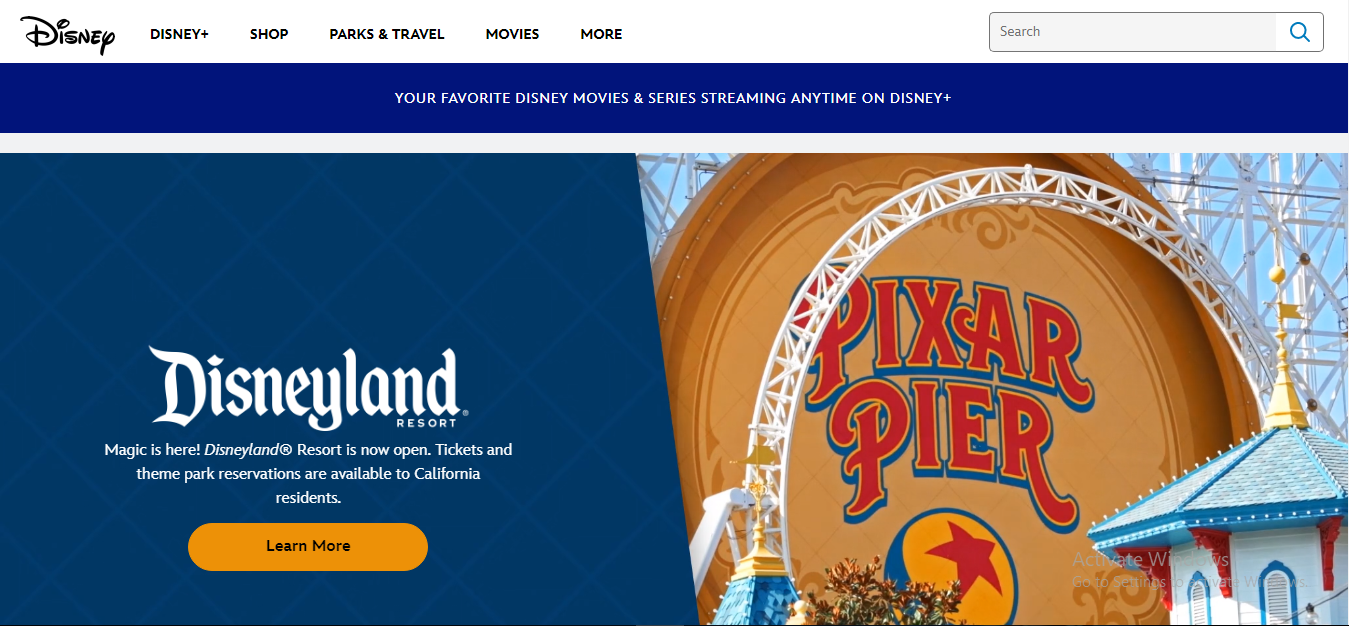 Disney
DISNEY+
SHOP
PARKS & TRAVEL
MOVIES
MORE
Search
YOUR FAVORITE DISNEY MOVIES & SERIES STREAMING ANYTIME ON DISNEY+
Disneyland
RESORT
Magic is here! Disneyland® Resort is now open. Tickets and
theme park reservations are available to California
residents.
Learn More
PIXAR
PIER
Activate Windows
Go to Settings to activate Windows.